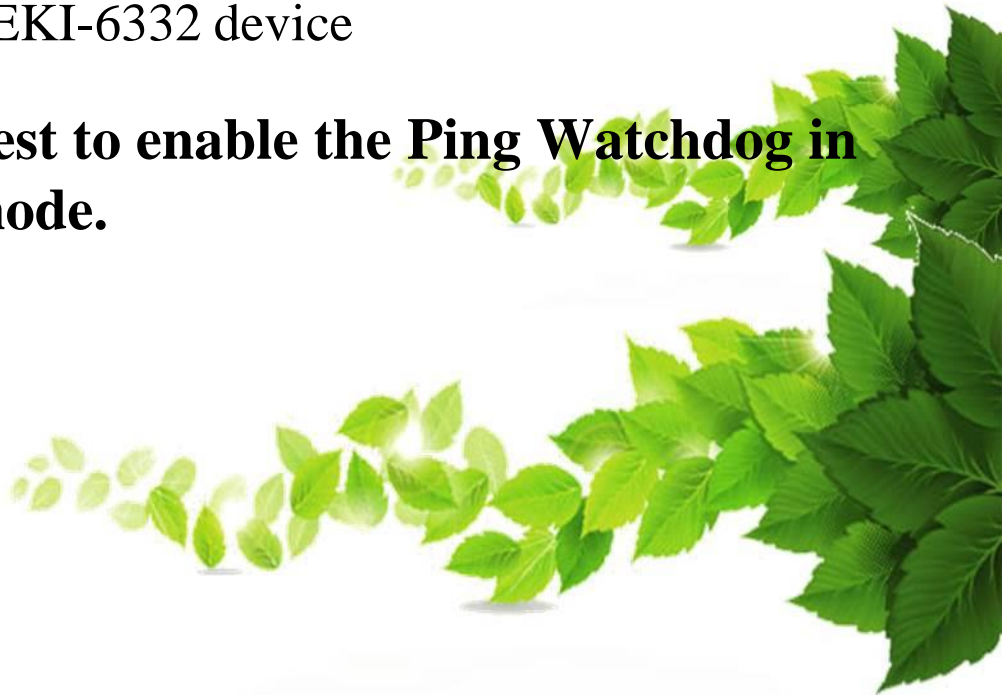 EKI-6332 device
est to enable the Ping Watchdog in
node.